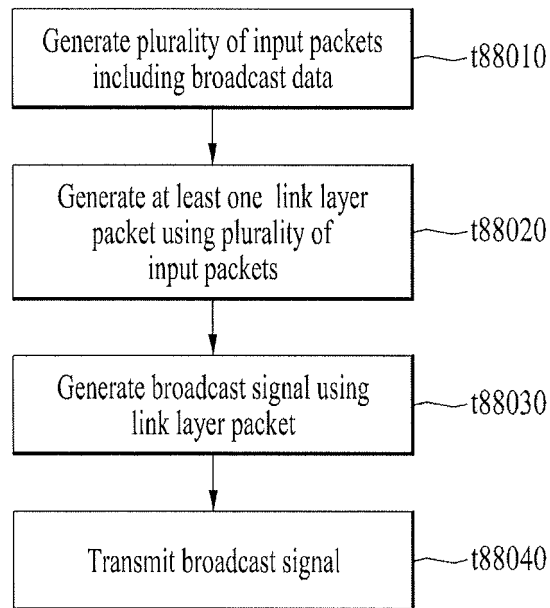 Generate plurality of input packets
including broadcast data
t88010
Generate at least one link layer
packet using plurality of
input packets
t88020
Generate broadcast signal using
link layer packet
t88030
Transmit broadcast signal
t88040